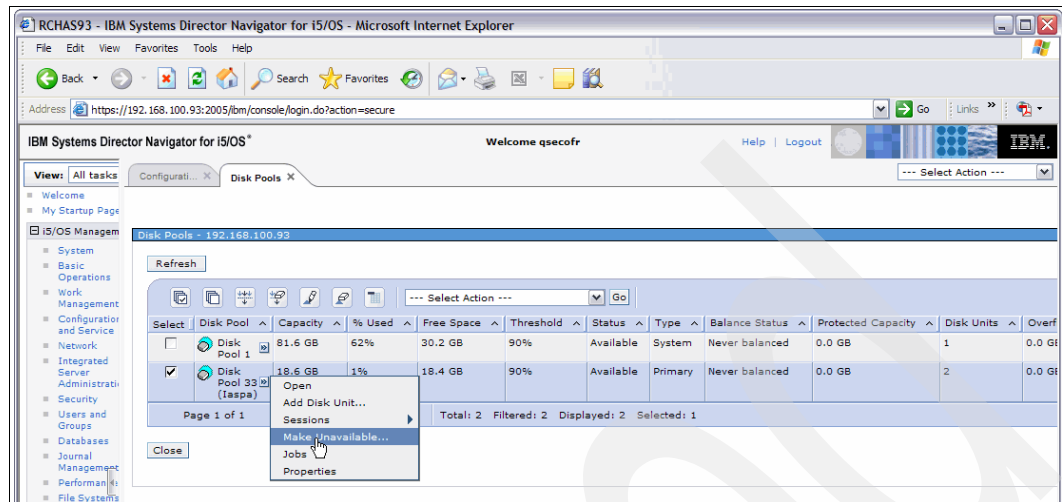 RCHAS93 - IBM Systems Director Navigator for i5/OS - Microsoft Internet Explorer
File Edit View Favorites Tools Help
Back Search Favorites
Address https://192.168.100.93:2005/ibm/console/login.do?action=secure Go Links »
IBM Systems Director Navigator for i5/OS® Welcome qsecofr Help | Logout IBM.
View: All tasks Configurati... X Disk Pools X --- Select Action ---
Welcome
My Startup Page
i5/OS Managem
System
Basic
Operations
Work
Management
Configuration
and Service
Network
Integrated
Server
Administrati
Security
Users and
Groups
Databases
Journal
Management
Performan
File Systems
Disk Pools - 192.168.100.93
Refresh
--- Select Action --- Go
Select Disk Pool Capacity % Used Free Space Threshold Status Type Balance Status Protected Capacity Disk Units Overf
Disk
Pool 1 81.6 GB 62% 30.2 GB 90% Available System Never balanced 0.0 GB 1 0.0 GB
Disk
Pool 33
(Iaspa) 18.6 GB 1% 18.4 GB 90% Available Primary Never balanced 0.0 GB 2 0.0 GB
Page 1 of 1 Total: 2 Filtered: 2 Displayed: 2 Selected: 1
Open
Add Disk Unit...
Sessions
Make Unavailable...
Jobs
Properties
Close